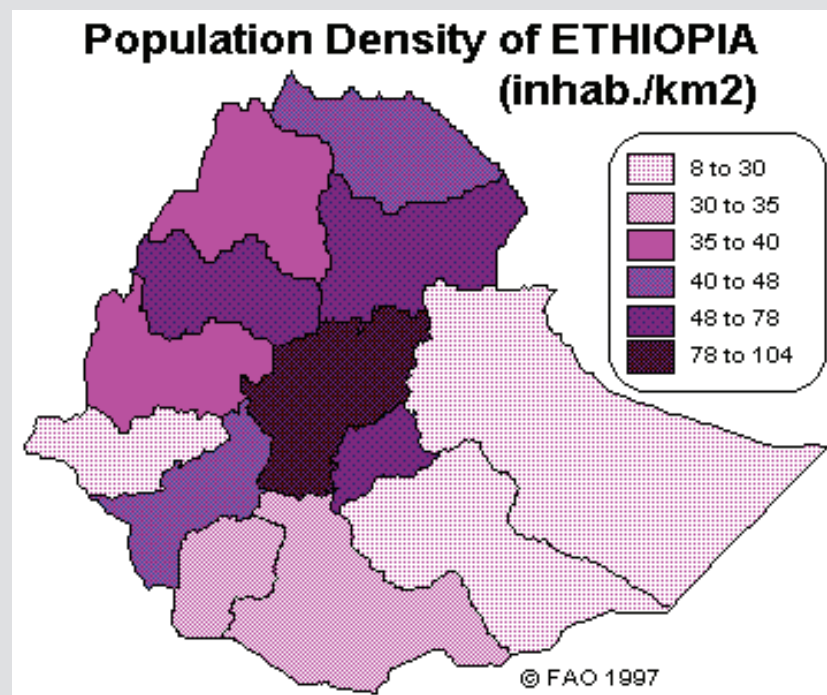 Population Density of ETHIOPIA
(inhab./km2)
8 to 30
30 to 35
35 to 40
40 to 48
48 to 78
78 to 104
© FAO 1997